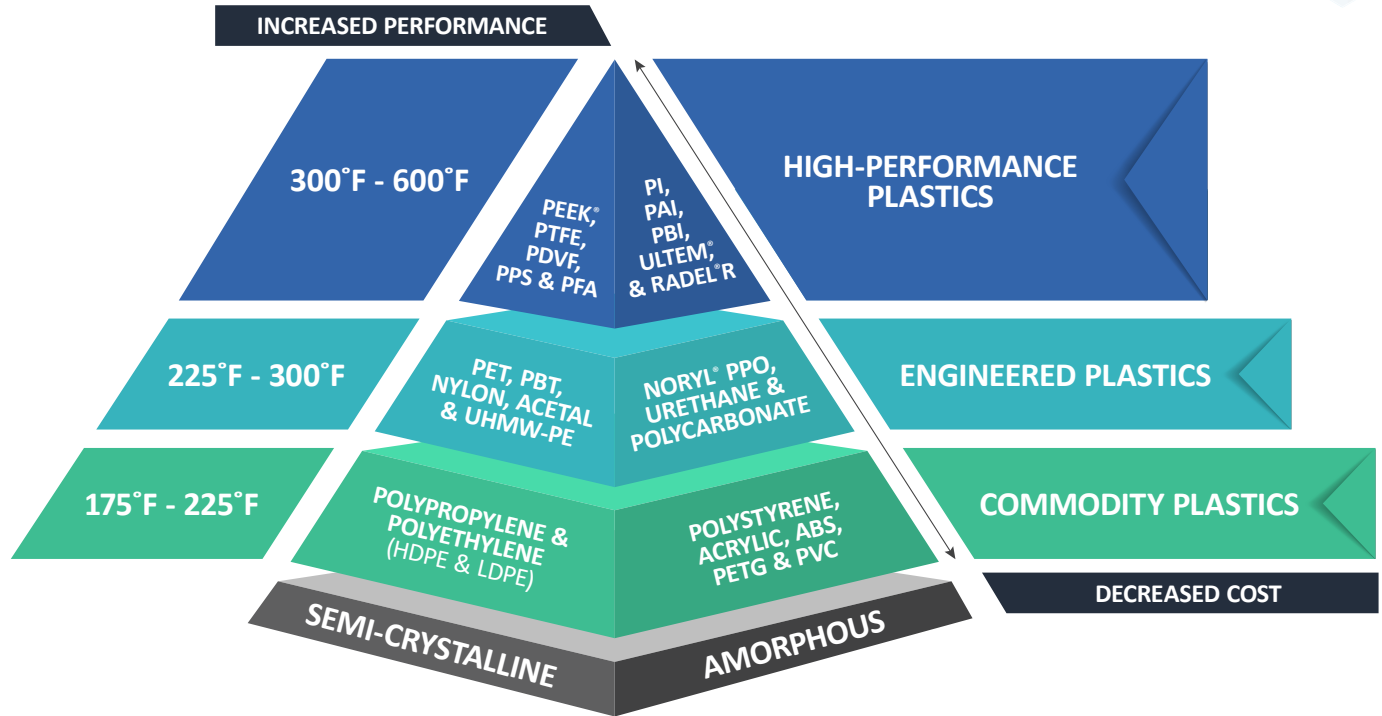 INCREASED PERFORMANCE
300°F - 600°F
PEEK,®
PTFE,
PDVF,
PPS & PFA
PI,
PAI,
PBI,
ULTEM,®
& RADEL®R
HIGH-PERFORMANCE
PLASTICS
225°F - 300°F
PET, PBT,
NYLON, ACETAL
& UHMW-PE
NORYL® PPO,
URETHANE &
POLYCARBONATE
ENGINEERED PLASTICS
175°F - 225°F
POLYPROPYLENE &
POLYETHYLENE
(HDPE & LDPE)
POLYSTYRENE,
ACRYLIC, ABS,
PETG & PVC
COMMODITY PLASTICS
DECREASED COST
SEMI-CRYSTALLINE
AMORPHOUS